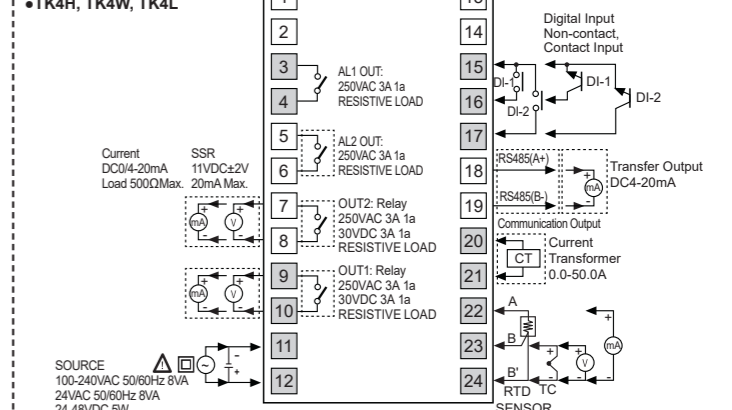 ●TK4H, TK4W, TK4L
2
14
3
4
AL1 OUT:
250VAC 3A 1a
RESISTIVE LOAD
Digital Input
Non-contact,
Contact Input
15
16
17
DI-1
DI-2
DI-1
DI-2
5
6
AL2 OUT:
250VAC 3A 1a
RESISTIVE LOAD
Current
DC0/4-20mA
Load 500ΩMax.
SSR
11VDC±2V
20mA Max.
18
19
RS485(A+)
RS485(B-)
+
mA
-
Transfer Output
DC4-20mA
Communication Output
+
mA
-
+
V
-
7
8
OUT2: Relay
250VAC 3A 1a
30VDC 3A 1a
RESISTIVE LOAD
20
21
CT
Current
Transformer
0.0-50.0A
+
mA
-
+
V
-
9
10
OUT1: Relay
250VAC 3A 1a
30VDC 3A 1a
RESISTIVE LOAD
22
23
24
A
B
B'
RTD
TC
+
-
+
V
-
+
mA
-
SENSOR
11
12
-
+
SOURCE
100-240VAC 50/60Hz 8VA
24VAC 50/60Hz 8VA
24-48VDC 5W